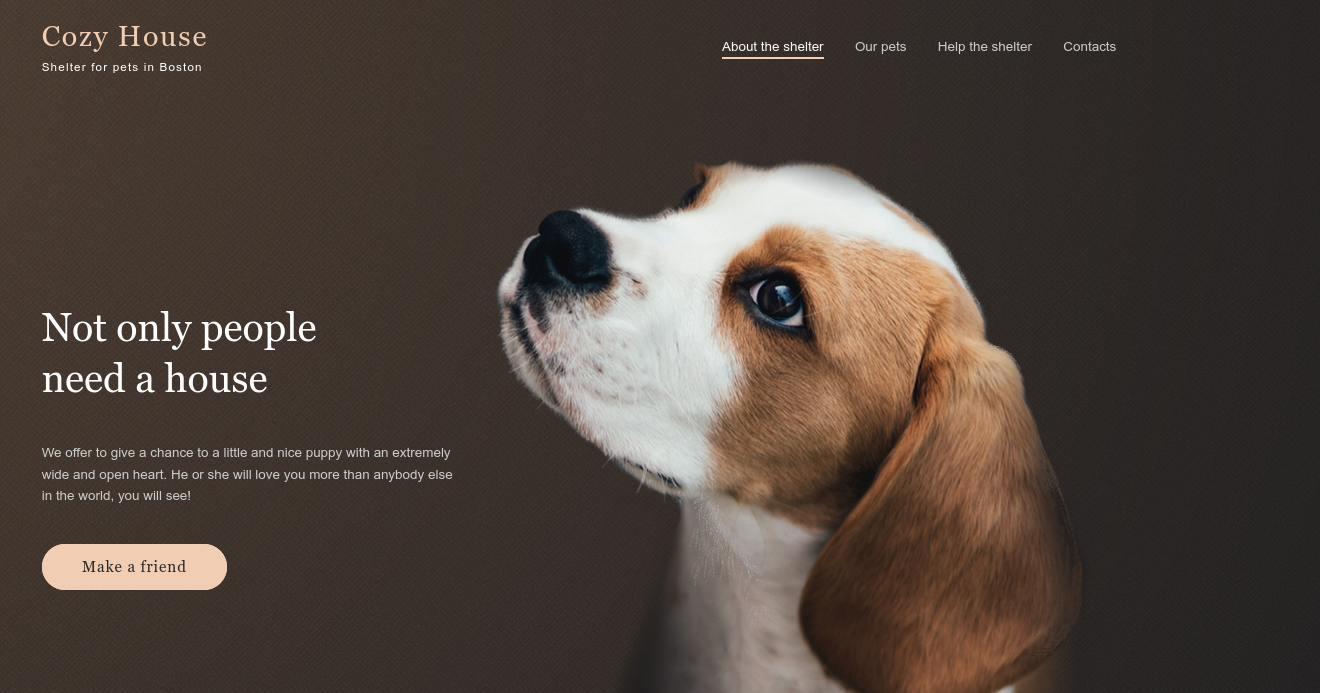 Cozy House
Shelter for pets in Boston
About the shelter
Our pets
Help the shelter
Contacts
Not only people
need a house
We offer to give a chance to a little and nice puppy with an extremely
wide and open heart. He or she will love you more than anybody else
in the world, you will see!
Make a friend